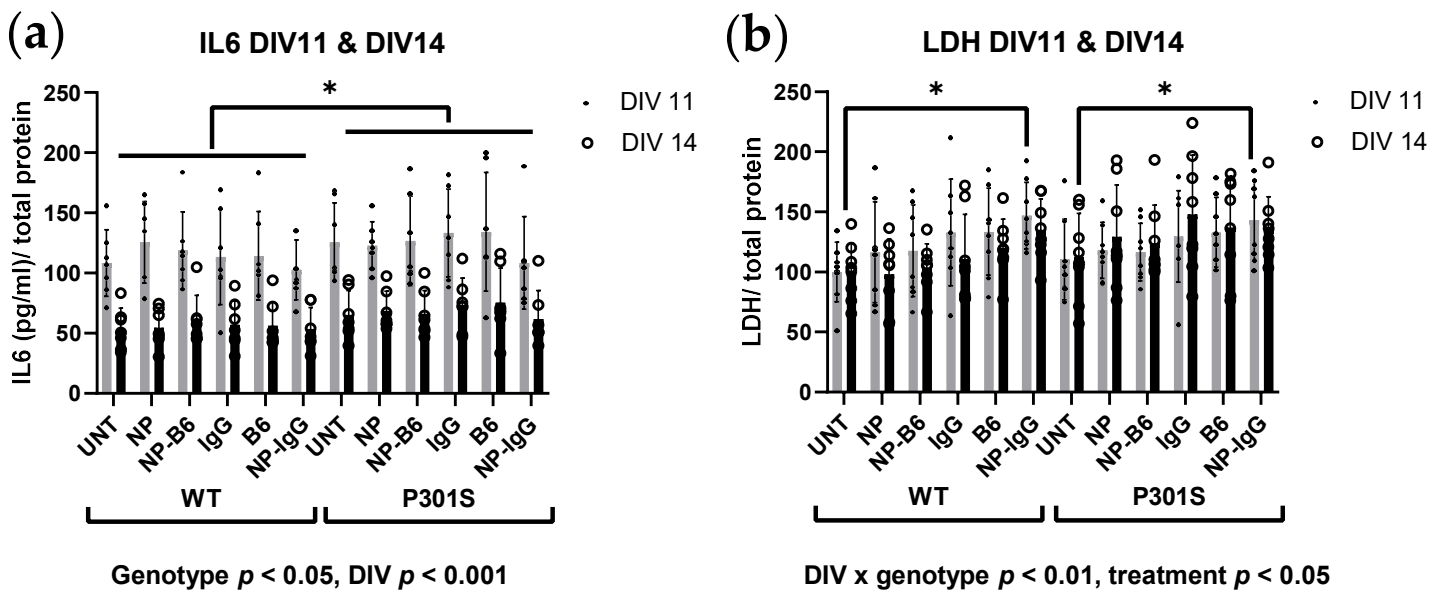 (a)
IL6 DIV11 & DIV14
IL6 (pg/ml)/ total protein
250
200
150
100
50
0
*
DIV 11
DIV 14
UNT
NP
NP-B6
IgG
B6
NP-IgG
UNT
NP
NP-B6
IgG
B6
NP-IgG
WT
P301S
Genotype p < 0.05, DIV p < 0.001
(b)
LDH DIV11 & DIV14
LDH/ total protein
250
200
150
100
50
0
*
*
DIV 11
DIV 14
UNT
NP
NP-B6
IgG
B6
NP-IgG
UNT
NP
NP-B6
IgG
B6
NP-IgG
WT
P301S
DIV x genotype p < 0.01, treatment p < 0.05